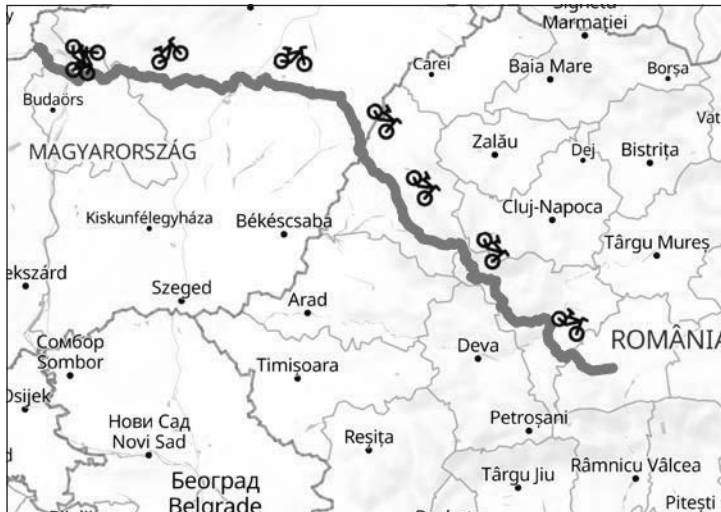 y
Sighetu
Marmației
Carei
Baia Mare
Borșa
Budaörs
Vat
MAGYARORSZÁG
Zalău
Dej
Bistrița
Kiskunfélegyháza
Békéscsaba
Cluj-Napoca
Târgu Mureș
ekszárd
Szeged
Arad
Сомбор
Sombor
Deva
ROMÂNIA
Timișoara
Osijek
Нови Сад
Novi Sad
Petroșani
Reșița
d
Београд
Belgrade
Târgu Jiu
Râmnicu Vâlcea
Pitești